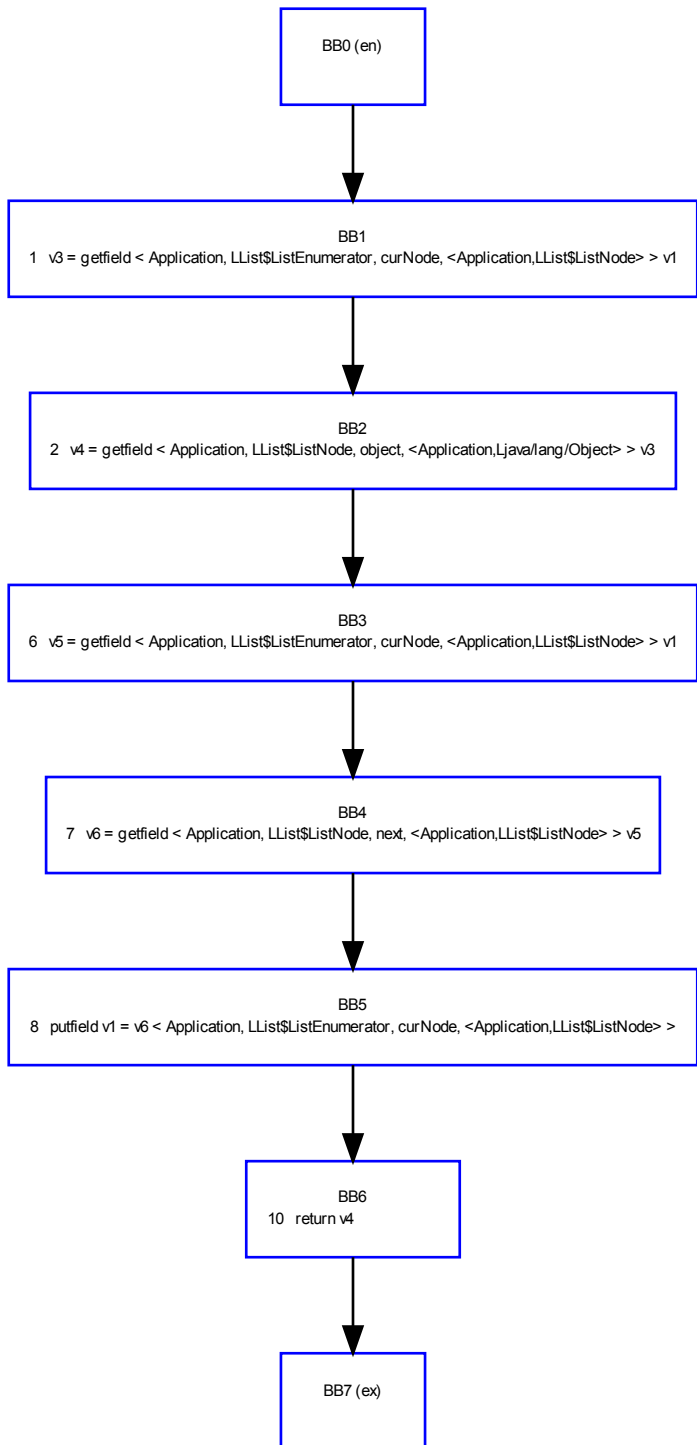 BB0 (en)
BB1
1 v3 = getfield < Application, LList$ListEnumerator, curNode, <Application,LList$ListNode> > v1
BB2
2 v4 = getfield < Application, LList$ListNode, object, <Application,Ljava/lang/Object> > v3
BB3
6 v5 = getfield < Application, LList$ListEnumerator, curNode, <Application,LList$ListNode> > v1
BB4
7 v6 = getfield < Application, LList$ListNode, next, <Application,LList$ListNode> > v5
BB5
8 putfield v1 = v6 < Application, LList$ListEnumerator, curNode, <Application,LList$ListNode> >
BB6
10 return v4
BB7 (ex)